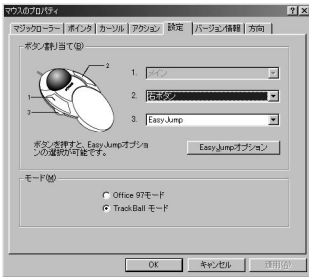 マウスのプロパティ
マジックローラー ポインタ カーソル アクション 設定 バージョン情報 方向
ボタン割り当て(B)
2
1
3
1. メイン
2. 右ボタン
3. EasyJump
ボタンを押すと、EasyJumpオプショ
ンの選択が可能です。
EasyJumpオプション
モード(M)
Office 97モード
TrackBall モード
OK キャンセル 適用(A)